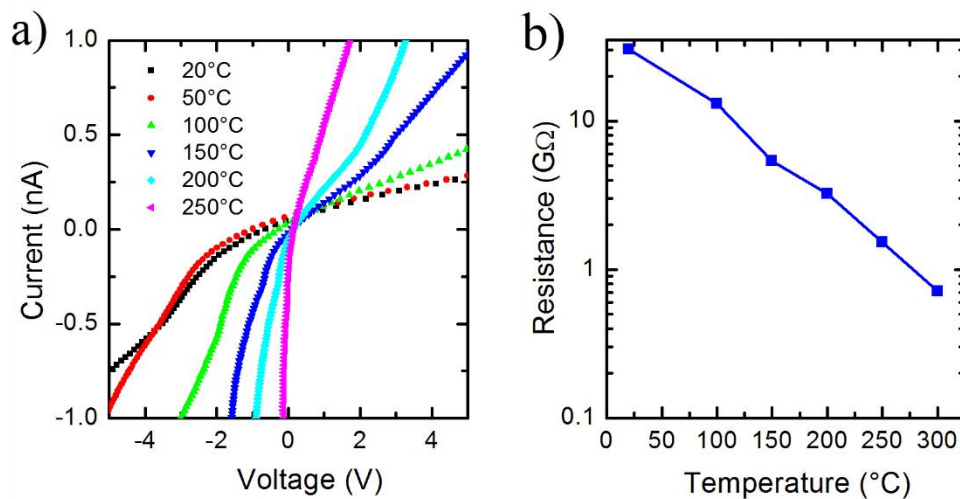 a)
1.0
0.5
0.0
-0.5
-1.0
Current (nA)
20°C
50°C
100°C
150°C
200°C
250°C
-4 -2 0 2 4
Voltage (V)
b)
10
1
0.1
Resistance (GΩ)
0 50 100 150 200 250 300
Temperature (°C)